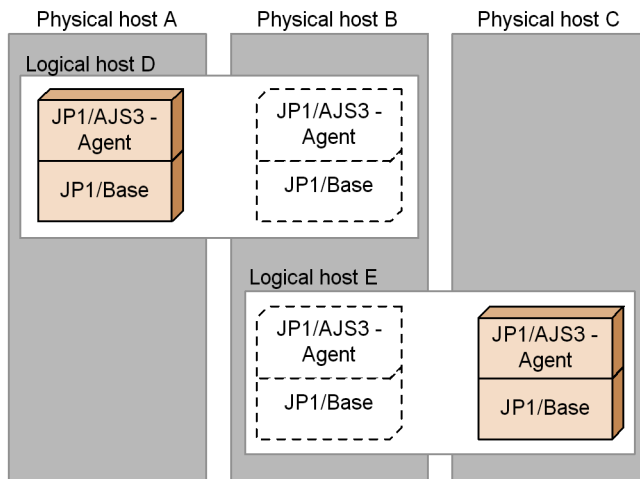 Physical host A
Physical host B
Physical host C
Logical host D
JP1/AJS3 -
Agent
JP1/Base
JP1/AJS3 -
Agent
JP1/Base
Logical host E
JP1/AJS3 -
Agent
JP1/Base
JP1/AJS3 -
Agent
JP1/Base